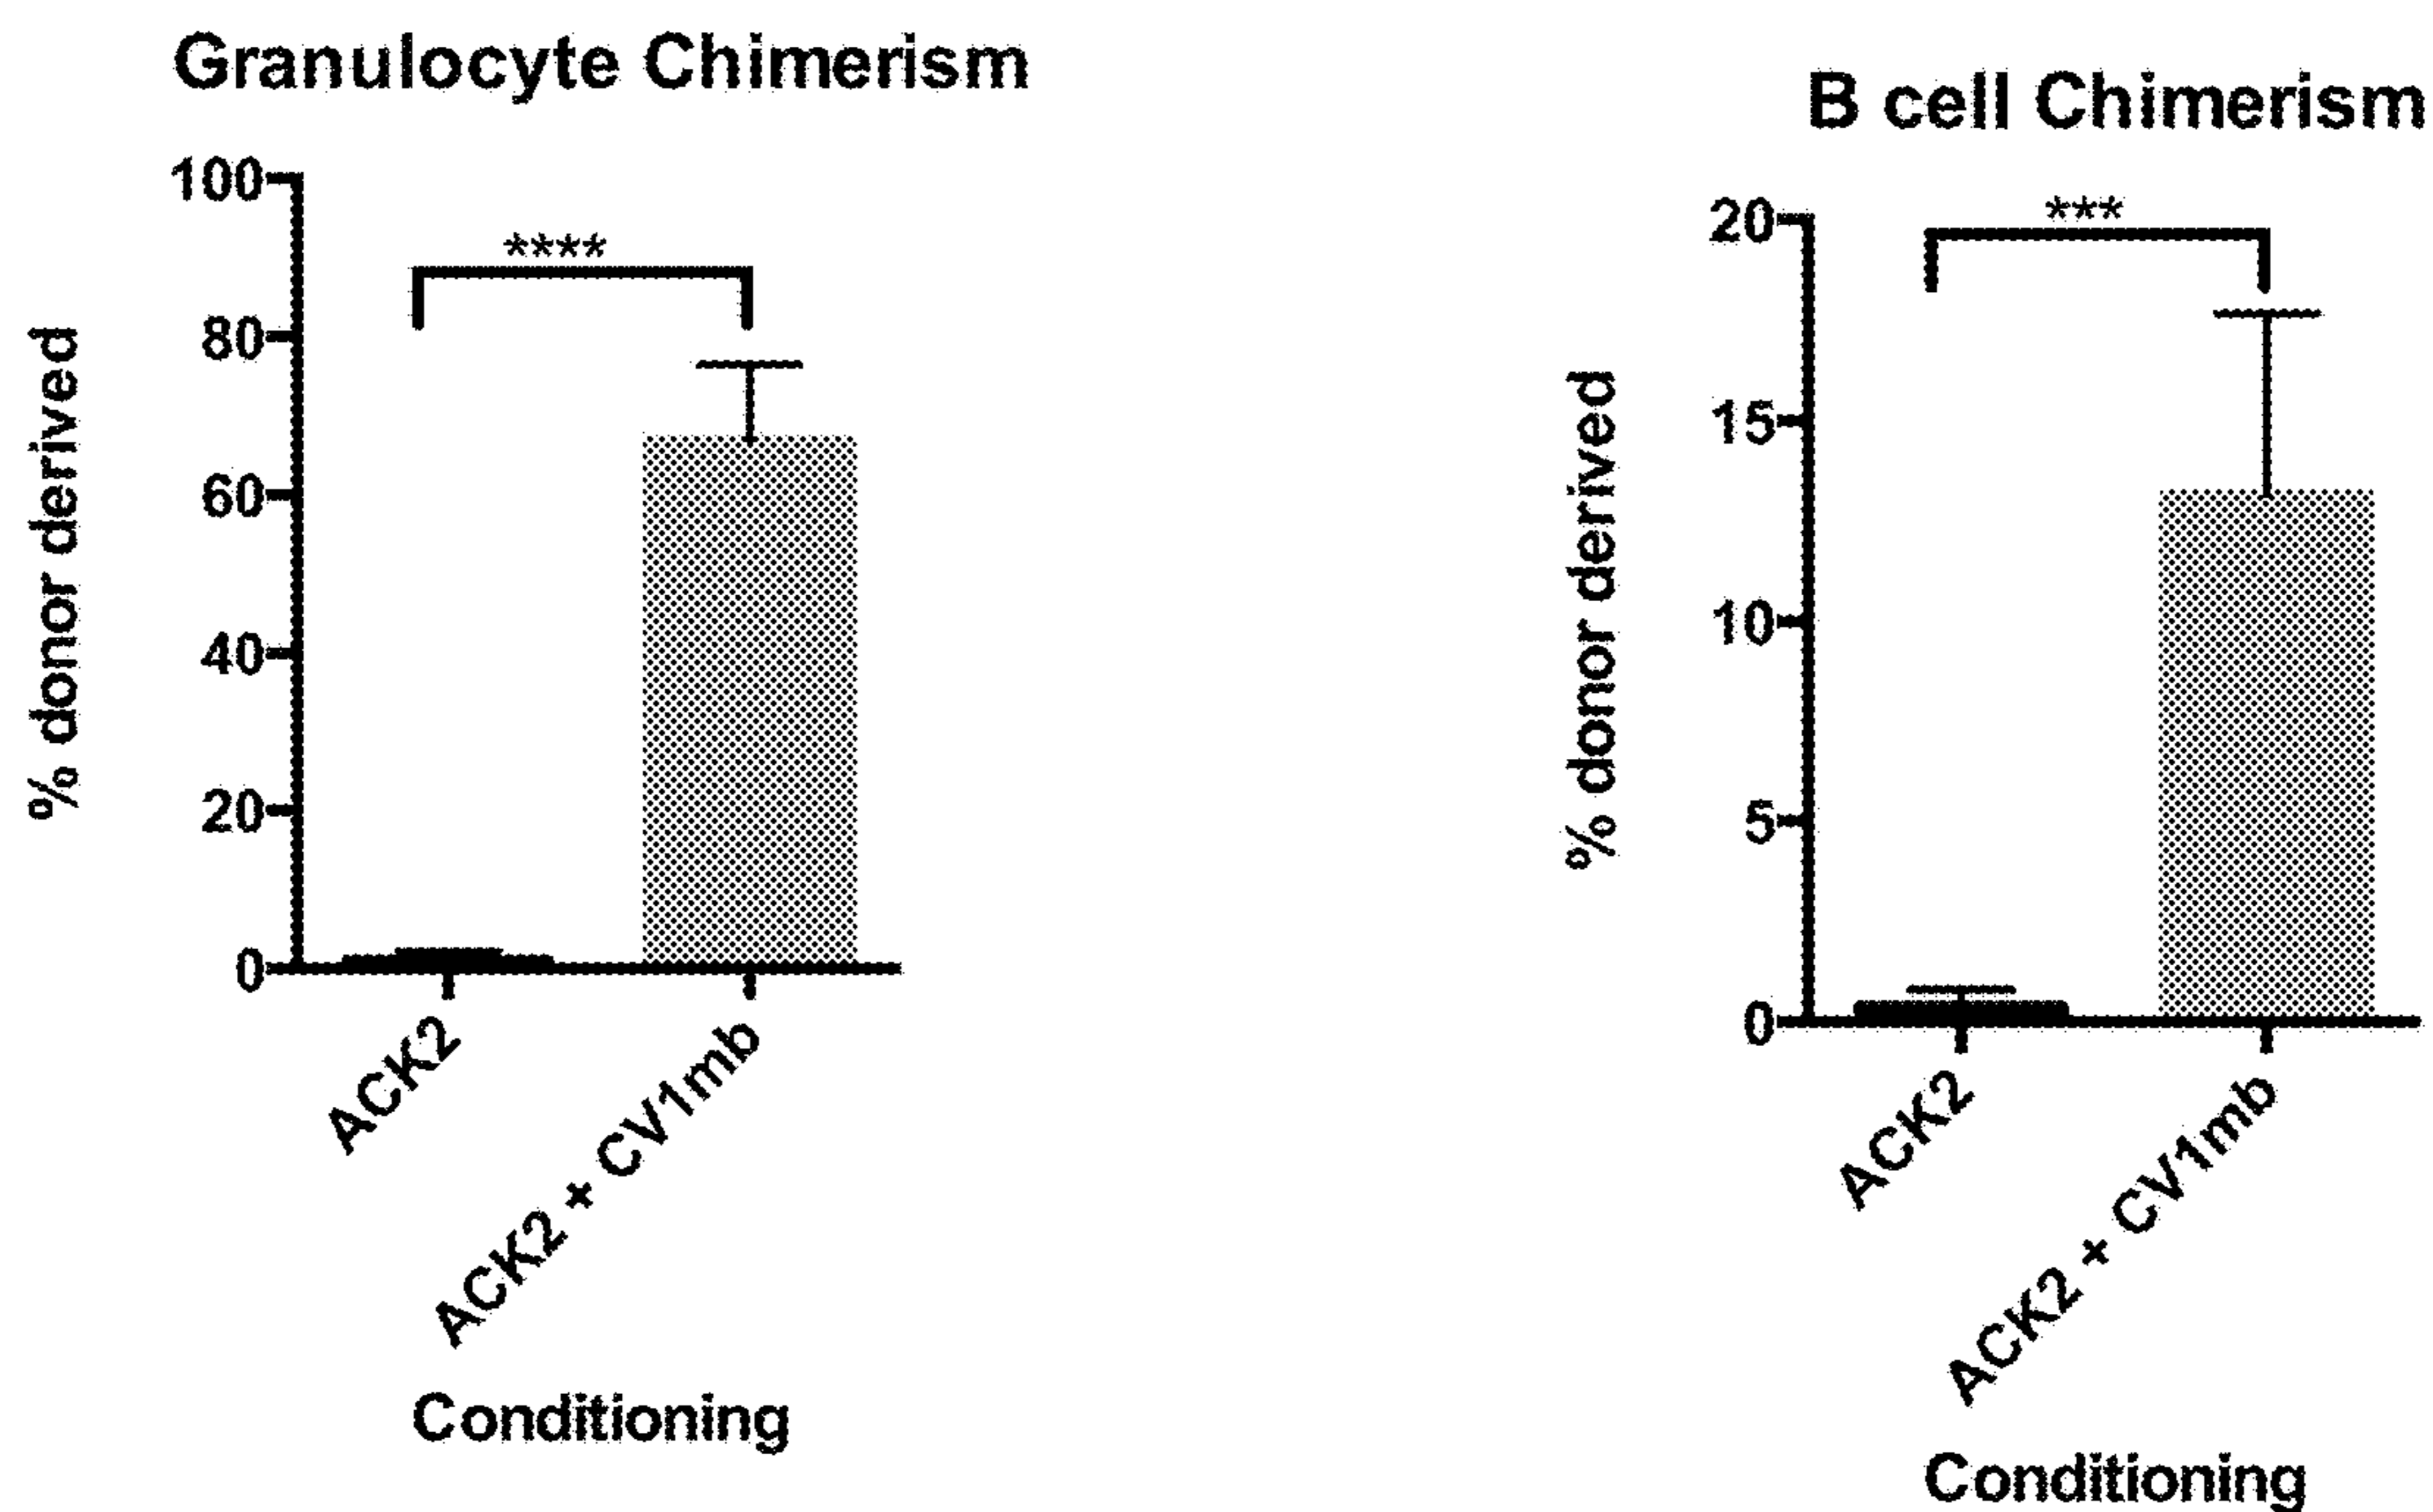 Granulocyte Chimerism
% donor derived
100
80
60
40
20
0
****
ACK2
ACK2 + CV1mb
Conditioning
B cell Chimerism
% donor derived
20
15
10
5
0
***
ACK2
ACK2 + CV1mb
Conditioning